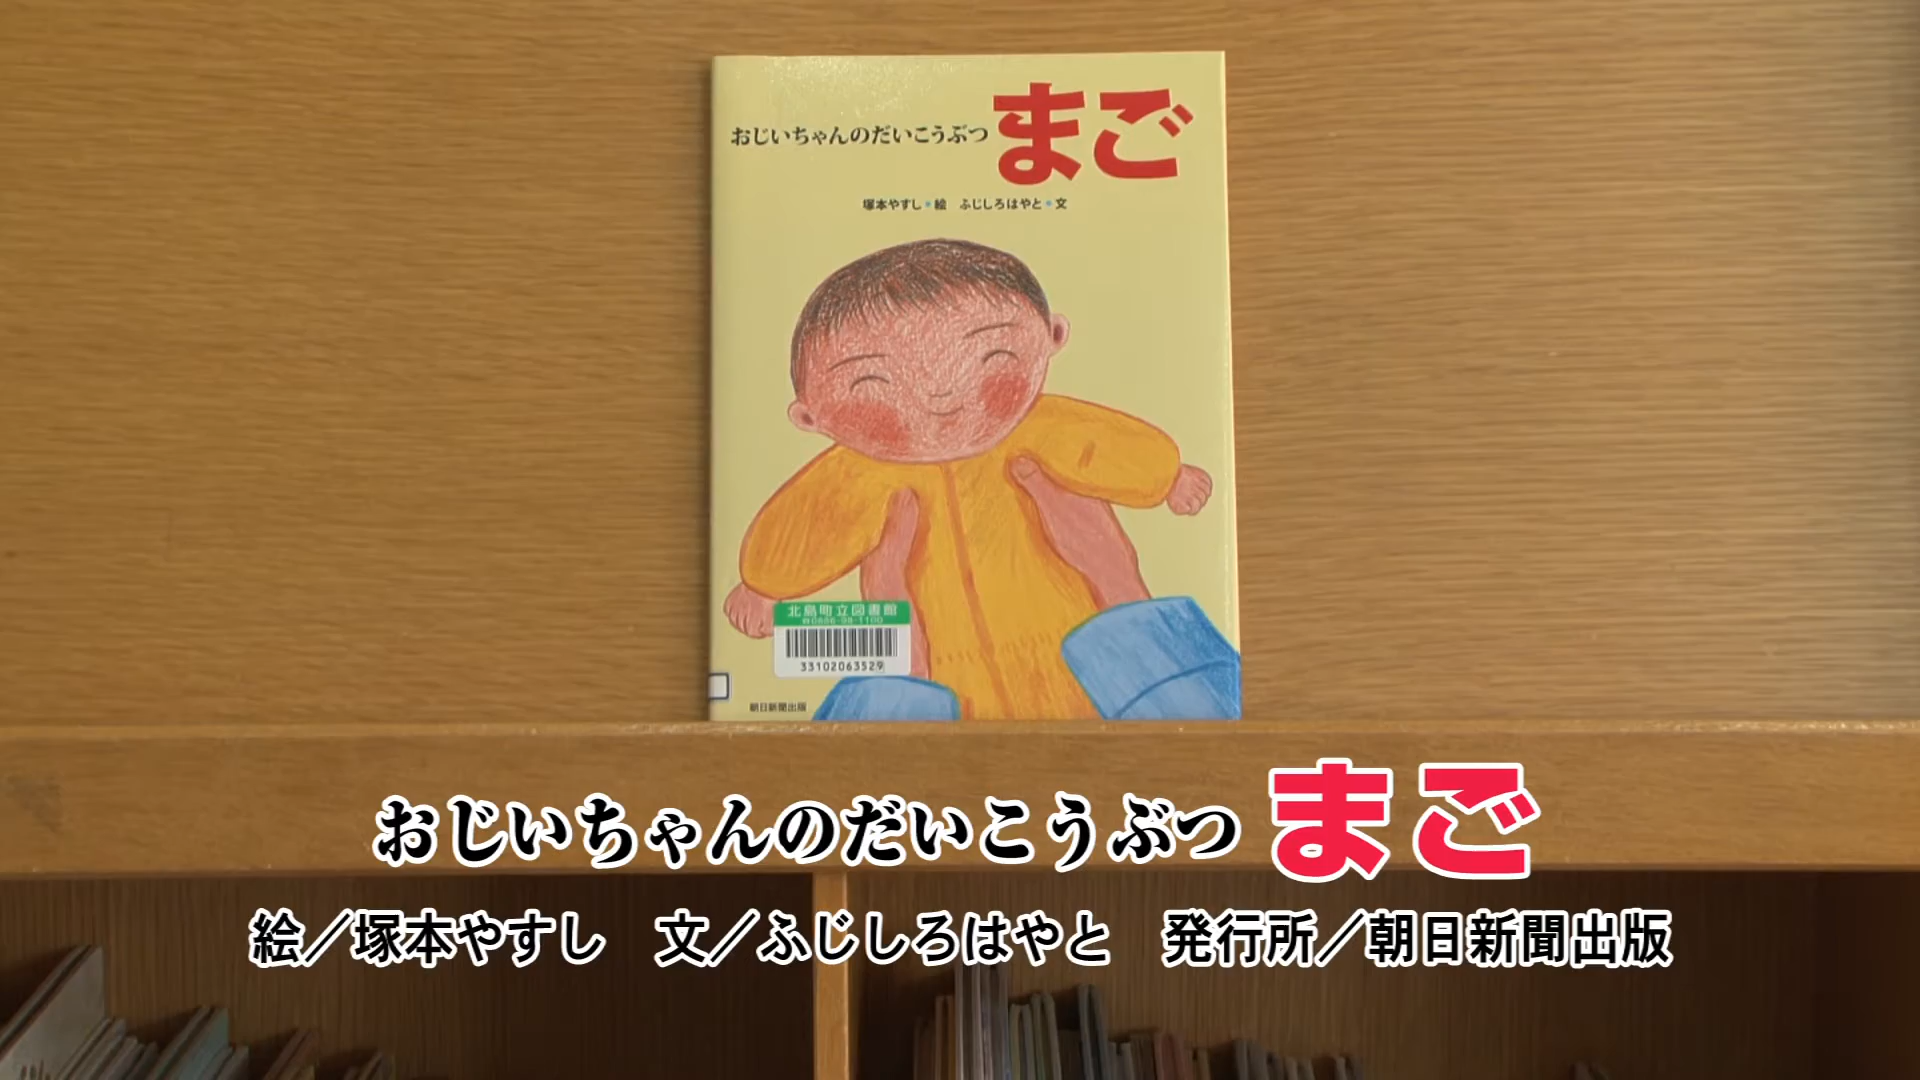 おじいちゃんのだいこうぶつ まご
塚本やすし・絵 ふじしろはやと・文
北島町立図書館
☎0886-98-1100
33102063529
朝日新聞出版
おじいちゃんのだいこうぶつ まご
絵／塚本やすし 文／ふじしろはやと 発行所／朝日新聞出版